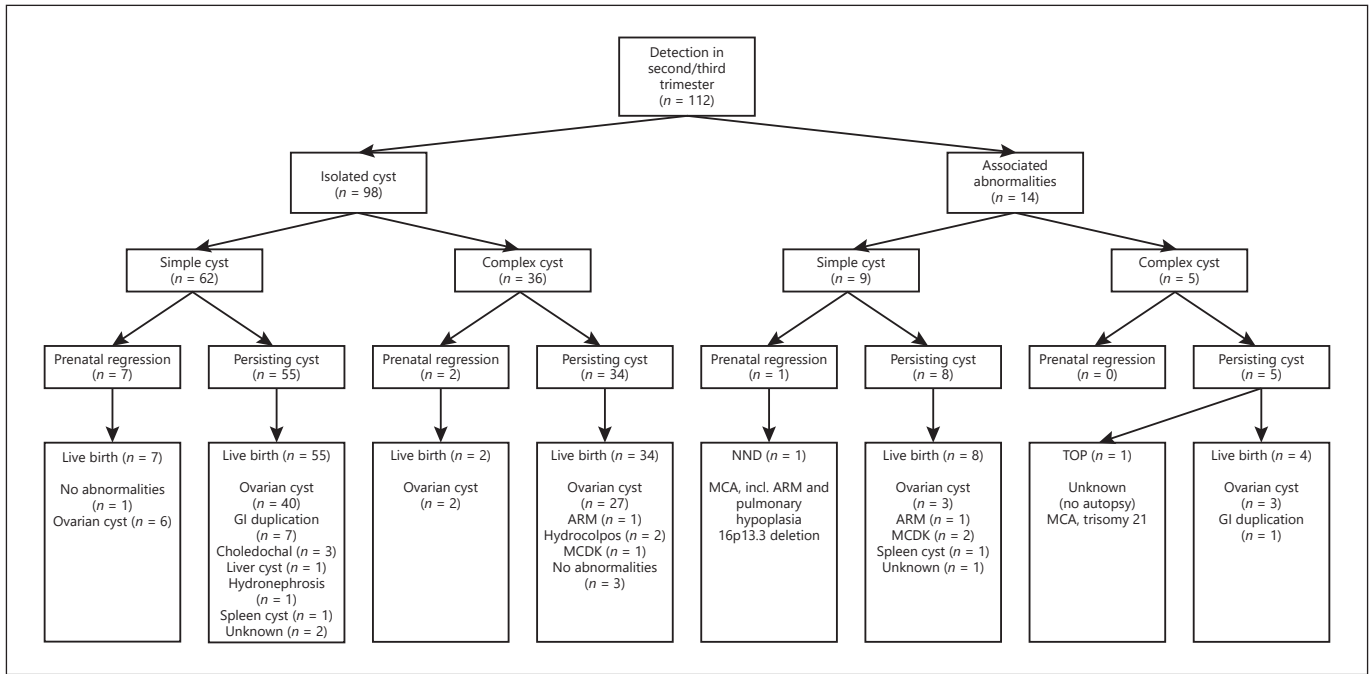 Detection in
second/third
trimester
(n = 112)
Isolated cyst
(n = 98)
Associated
abnormalities
(n = 14)
Simple cyst
(n = 62)
Complex cyst
(n = 36)
Simple cyst
(n = 9)
Complex cyst
(n = 5)
Prenatal regression
(n = 7)
Persisting cyst
(n = 55)
Prenatal regression
(n = 2)
Persisting cyst
(n = 34)
Prenatal regression
(n = 1)
Persisting cyst
(n = 8)
Prenatal regression
(n = 0)
Persisting cyst
(n = 5)
Live birth (n = 7)
No abnormalities
(n = 1)
Ovarian cyst (n = 6)
Live birth (n = 55)
Ovarian cyst
(n = 40)
GI duplication
(n = 7)
Choledochal (n = 3)
Liver cyst (n = 1)
Hydronephrosis
(n = 1)
Spleen cyst (n = 1)
Unknown (n = 2)
Live birth (n = 2)
Ovarian cyst
(n = 2)
Live birth (n = 34)
Ovarian cyst
(n = 27)
ARM (n = 1)
Hydrocolpos (n = 2)
MCDK (n = 1)
No abnormalities
(n = 3)
NND (n = 1)
MCA, incl. ARM and
pulmonary
hypoplasia
16p13.3 deletion
Live birth (n = 8)
Ovarian cyst
(n = 3)
ARM (n = 1)
MCDK (n = 2)
Spleen cyst (n = 1)
Unknown (n = 1)
TOP (n = 1)
Unknown
(no autopsy)
MCA, trisomy 21
Live birth (n = 4)
Ovarian cyst
(n = 3)
GI duplication
(n = 1)